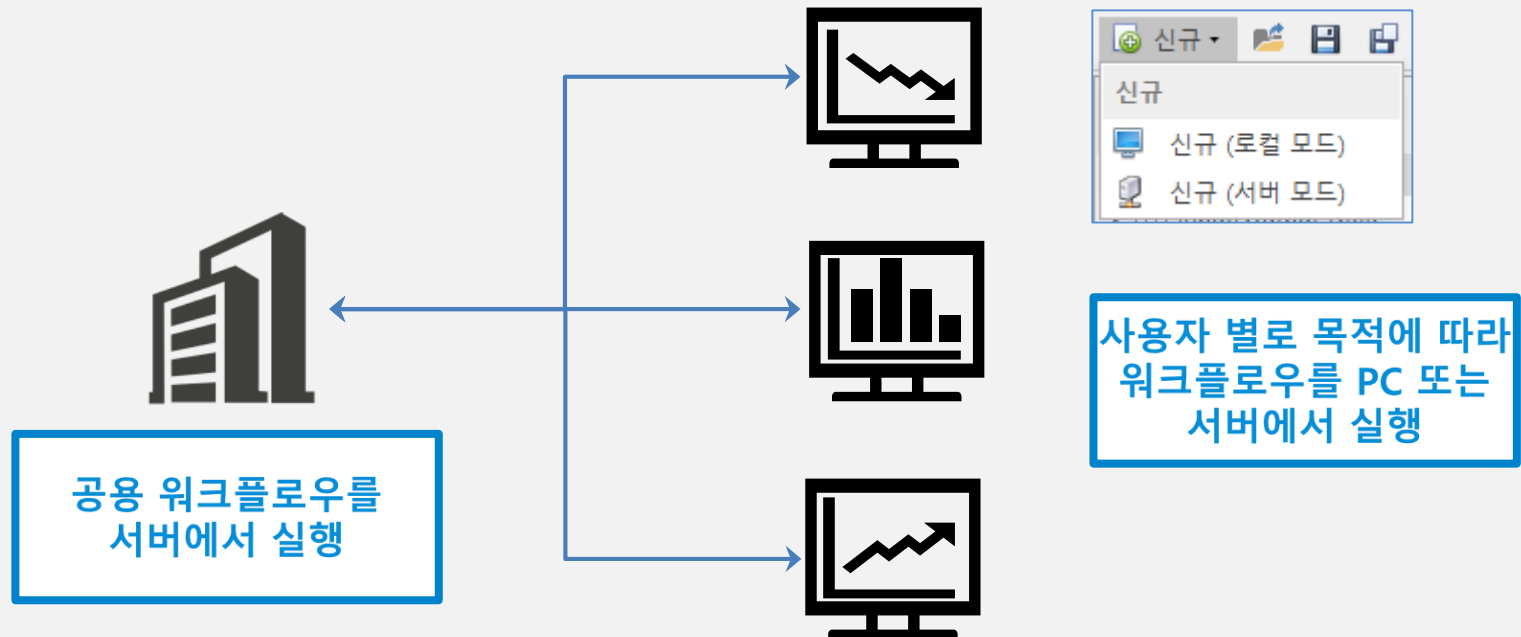 신규
신규
신규 (로컬 모드)
신규 (서버 모드)
사용자 별로 목적에 따라
워크플로우를 PC 또는
서버에서 실행
공용 워크플로우를
서버에서 실행